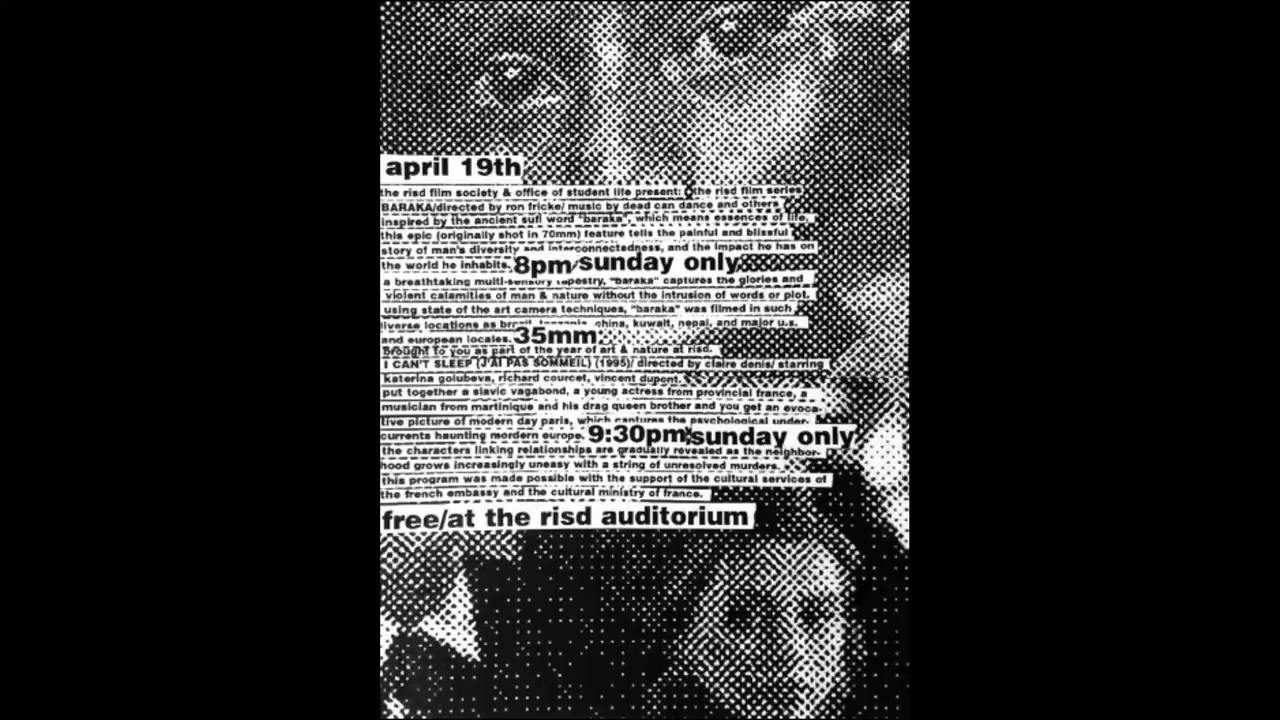 april 19th
the risd film society & office of student life present: the risd film series
BARAKA/directed by ron fricke/ music by dead can dance and others
inspired by the ancient sufi word "baraka", which means essences of life,
this epic (originally shot in 70mm) feature tells the painful and blissful
story of man's diversity and interconnectedness, and the impact he has on
the world he inhabits. 8pm/sunday only
a breathtaking multi-sensory tapestry, "baraka" captures the glories and
violent calamities of man & nature without the intrusion of words or plot.
using state of the art camera techniques, "baraka" was filmed in such
diverse locations as brazil, tanzania, china, kuwait, nepal, and major u.s.
and european locales. 35mm
brought to you as part of the year of art & nature at risd.
I CAN'T SLEEP (J'AI PAS SOMMEIL) (1995)/ directed by claire denis/ starring
katerina golubeva, richard courcet, vincent dupont.
put together a slavic vagabond, a young actress from provincial france, a
musician from martinique and his drag queen brother and you get an evoca-
tive picture of modern day paris, which captures the psychological under-
currents haunting mordern europe. 9:30pm/sunday only
the characters linking relationships are gradually revealed as the neighbor-
hood grows increasingly uneasy with a string of unresolved murders.
this program was made possible with the support of the cultural services of
the french embassy and the cultural ministry of france.
free/at the risd auditorium